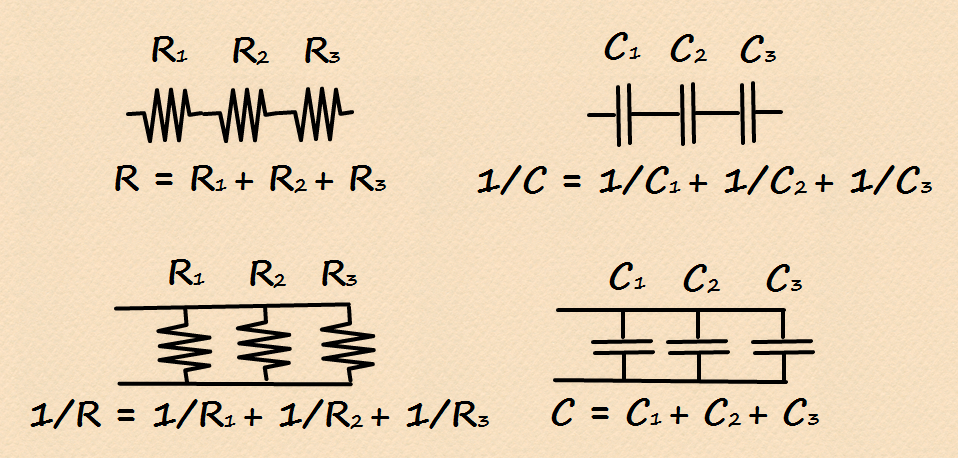 R₁ R₂ R₃
R = R₁ + R₂ + R₃
C₁ C₂ C₃
1/C = 1/C₁ + 1/C₂ + 1/C₃
R₁ R₂ R₃
1/R = 1/R₁ + 1/R₂ + 1/R₃
C₁ C₂ C₃
C = C₁ + C₂ + C₃